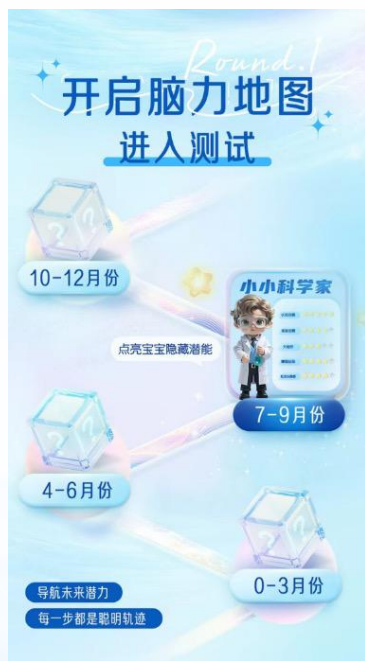 Round.1
开启脑力地图
进入测试
? ?
10-12月份
小小科学家
点亮宝宝隐藏潜能
7-9月份
? ?
4-6月份
? ?
0-3月份
导航未来潜力
每一步都是聪明轨迹